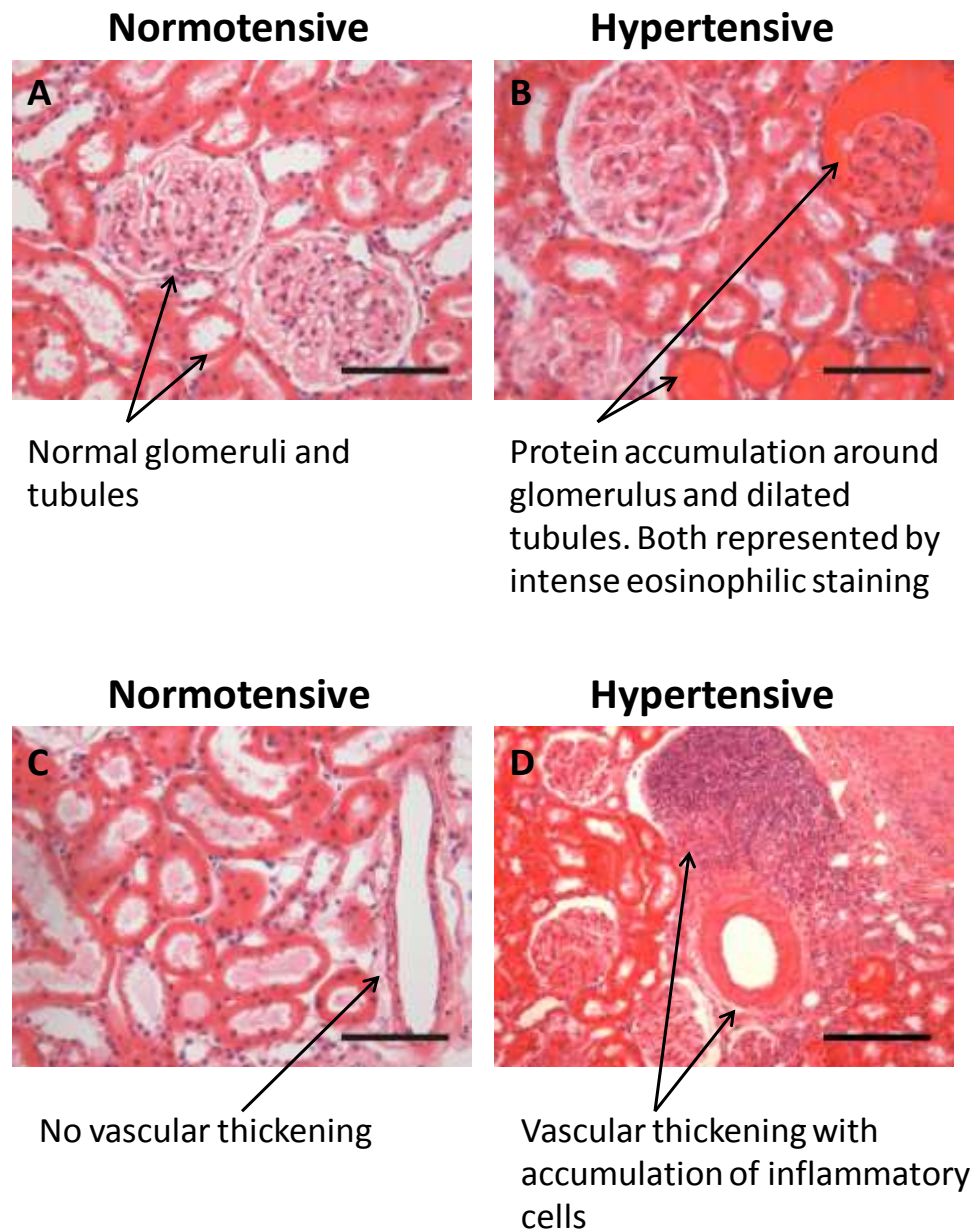 Normotensive
Hypertensive
A
B
Normal glomeruli and
tubules
Protein accumulation around
glomerulus and dilated
tubules. Both represented by
intense eosinophilic staining
Normotensive
Hypertensive
C
D
No vascular thickening
Vascular thickening with
accumulation of inflammatory
cells